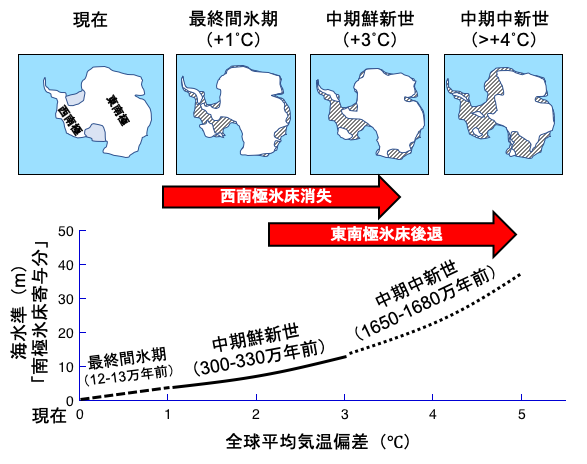 現在
最終間氷期
（+1˚C）
中期鮮新世
（+3˚C）
中期中新世
（>+4˚C）
西南極
東南極
西南極氷床消失
東南極氷床後退
海水準（m）
「南極氷床寄与分」
50
40
30
20
10
0
最終間氷期
（12-13万年前）
中期鮮新世
（300-330万年前）
中期中新世
（1650-1680万年前）
現在
0
1
2
3
4
5
全球平均気温偏差（℃）